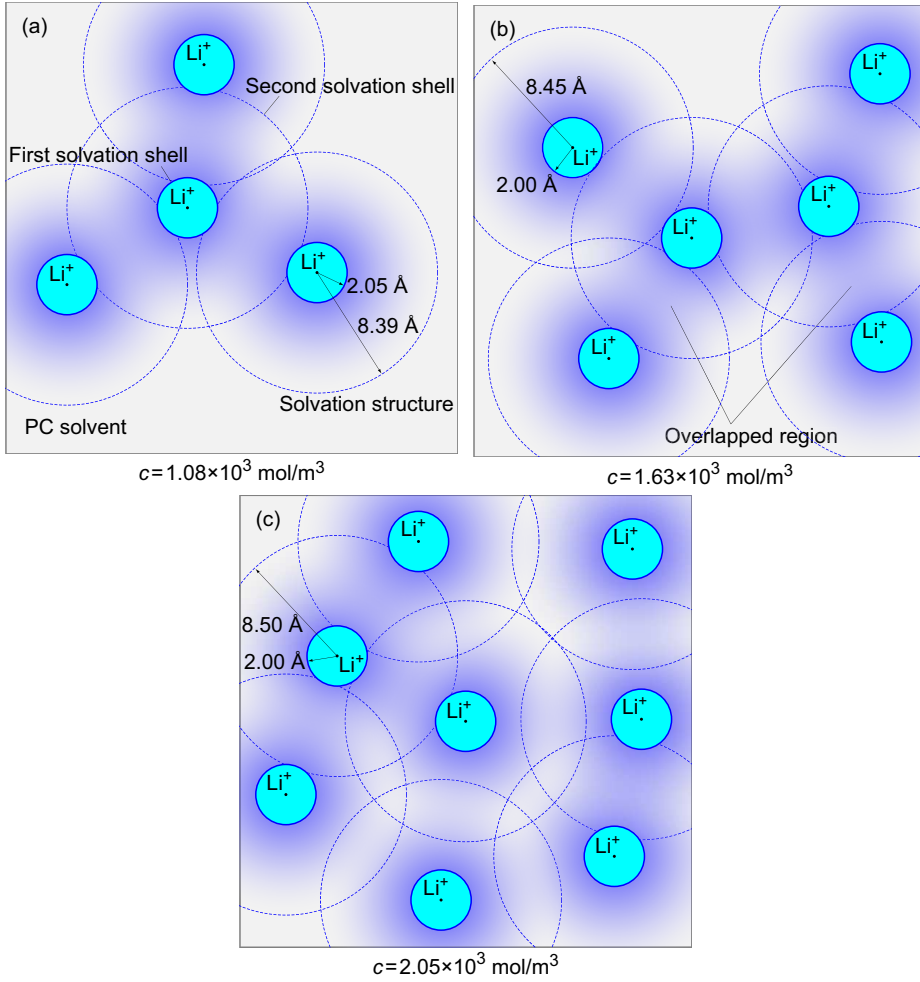 (a)
Li⁺
Second solvation shell
First solvation shell
Li⁺
Li⁺
Li⁺
2.05 Å
8.39 Å
Solvation structure
PC solvent
c=1.08×10³ mol/m³
(b)
Li⁺
8.45 Å
Li⁺
2.00 Å
Li⁺
Li⁺
Li⁺
Li⁺
Overlapped region
c=1.63×10³ mol/m³
(c)
Li⁺
Li⁺
8.50 Å
2.00 Å
Li⁺
Li⁺
Li⁺
Li⁺
Li⁺
Li⁺
c=2.05×10³ mol/m³